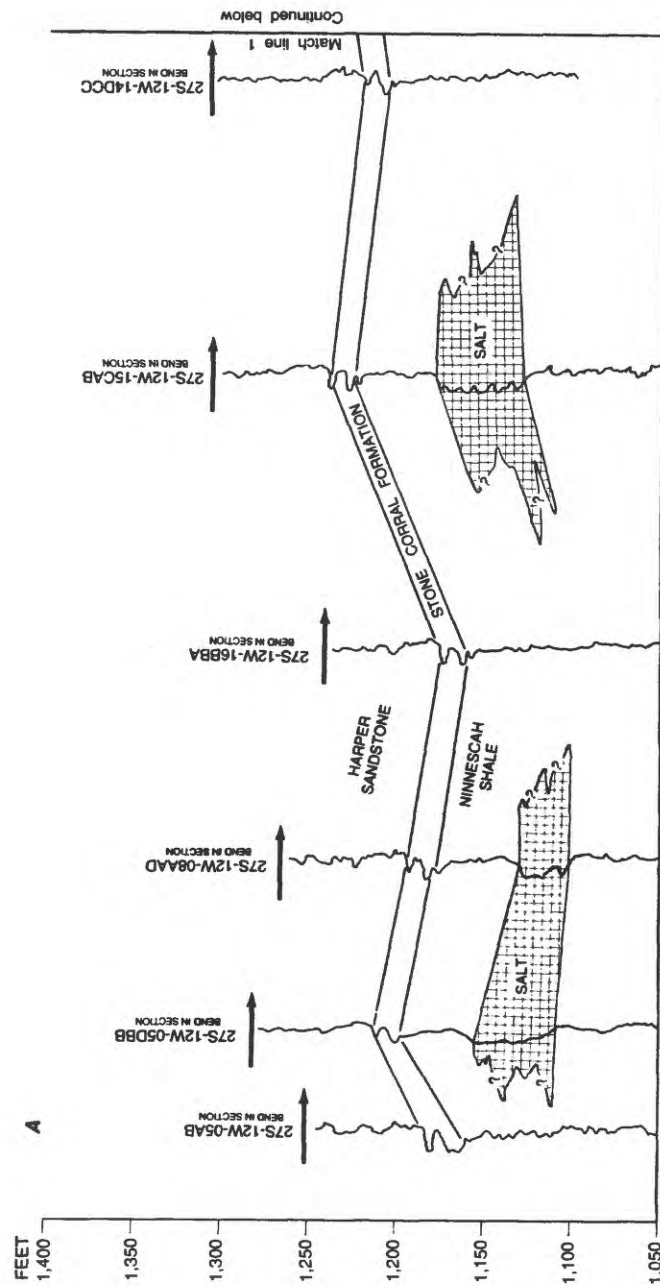 A
FEET
1,400
1,350
1,300
1,250
1,200
1,150
1,100
1,050
27S-12W-05AB
BEND IN SECTION
27S-12W-05DBB
BEND IN SECTION
27S-12W-08AAD
BEND IN SECTION
27S-12W-16BBA
BEND IN SECTION
27S-12W-15CAB
BEND IN SECTION
27S-12W-14DCC
BEND IN SECTION
HARPER
SANDSTONE
STONE CORRAL FORMATION
NINNESCAH
SHALE
SALT
?
?
?
?
?
SALT
?
?
?
?
?
Match line 1
Continued below